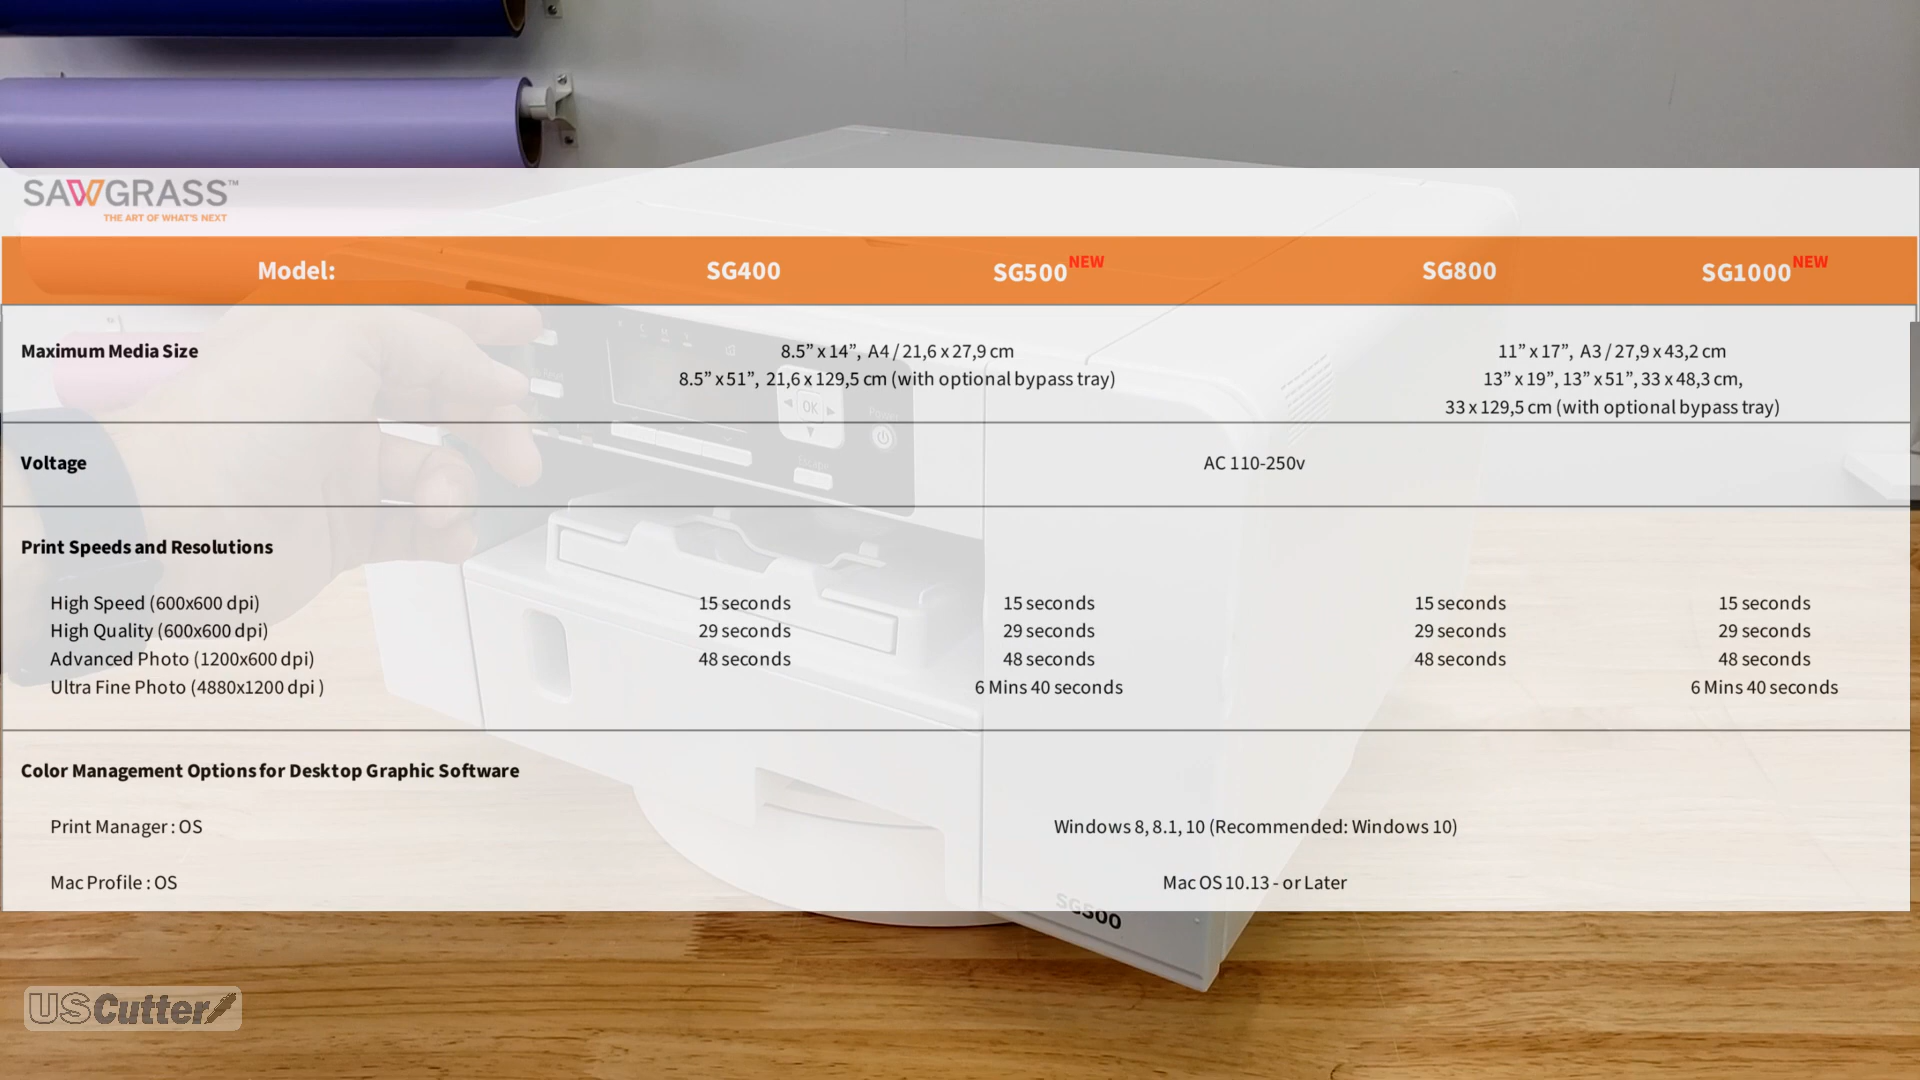 SAWGRASS™
THE ART OF WHAT'S NEXT
Model: SG400 SG500 NEW SG800 SG1000 NEW
Maximum Media Size 8.5” x 14”, A4 / 21,6 x 27,9 cm 11” x 17”, A3 / 27,9 x 43,2 cm
8.5” x 51”, 21,6 x 129,5 cm (with optional bypass tray) 13” x 19”, 13” x 51”, 33 x 48,3 cm,
33 x 129,5 cm (with optional bypass tray)
OK
Power
Voltage AC 110-250v
Print Speeds and Resolutions
High Speed (600x600 dpi) 15 seconds 15 seconds 15 seconds 15 seconds
High Quality (600x600 dpi) 29 seconds 29 seconds 29 seconds 29 seconds
Advanced Photo (1200x600 dpi) 48 seconds 48 seconds 48 seconds 48 seconds
Ultra Fine Photo (4880x1200 dpi ) 6 Mins 40 seconds 6 Mins 40 seconds
Color Management Options for Desktop Graphic Software
Print Manager : OS Windows 8, 8.1, 10 (Recommended: Windows 10)
Mac Profile : OS Mac OS 10.13 - or Later
SG500
USCutter